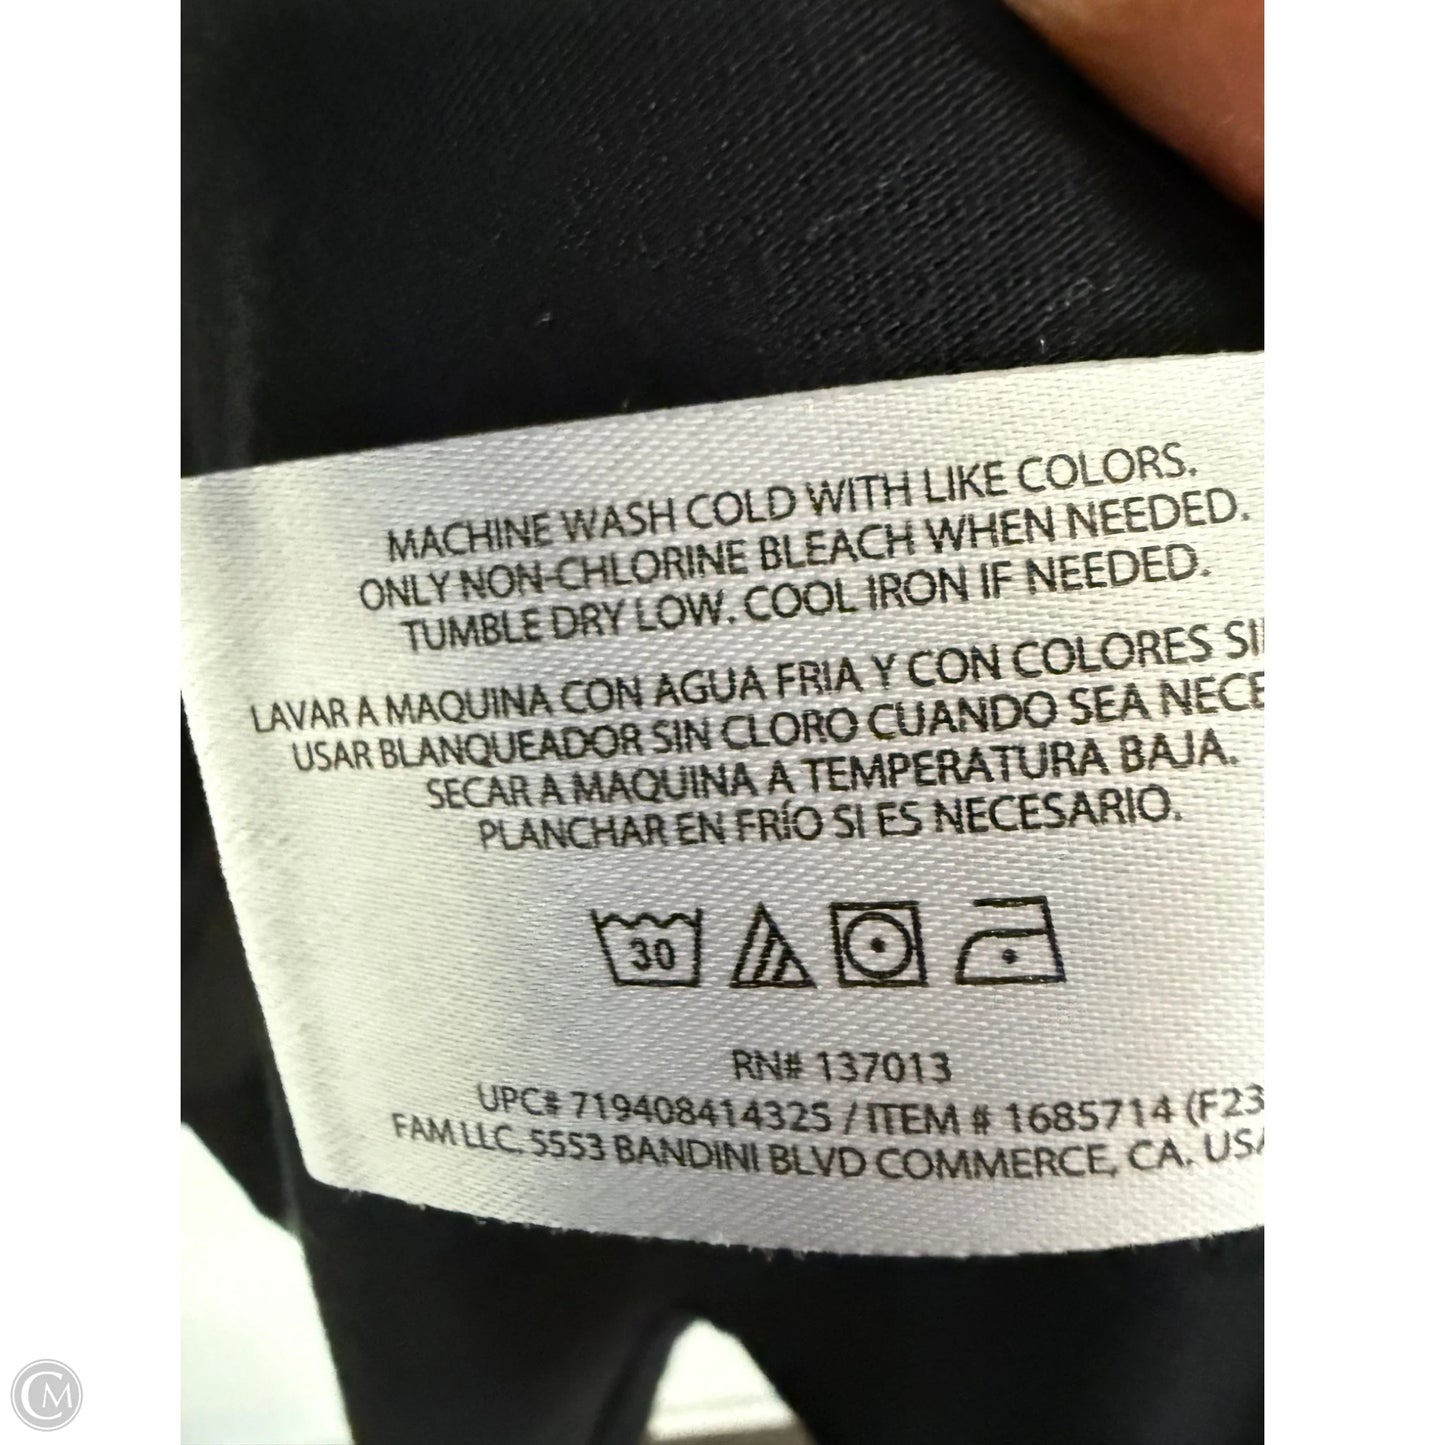 MACHINE WASH COLD WITH LIKE COLORS.
ONLY NON-CHLORINE BLEACH WHEN NEEDED.
TUMBLE DRY LOW. COOL IRON IF NEEDED.
LAVAR A MAQUINA CON AGUA FRIA Y CON COLORES
USAR BLANQUEADOR SIN CLORO CUANDO SEA
SECAR A MAQUINA A TEMPERATURA BAJA.
PLANCHAR EN FRÍO SI ES NECESARIO.
30
RN# 137013
UPC# 719408414325 / ITEM # 1685714 (F23
FAM LLC. 5553 BANDINI BLVD COMMERCE, CA. USA
CM